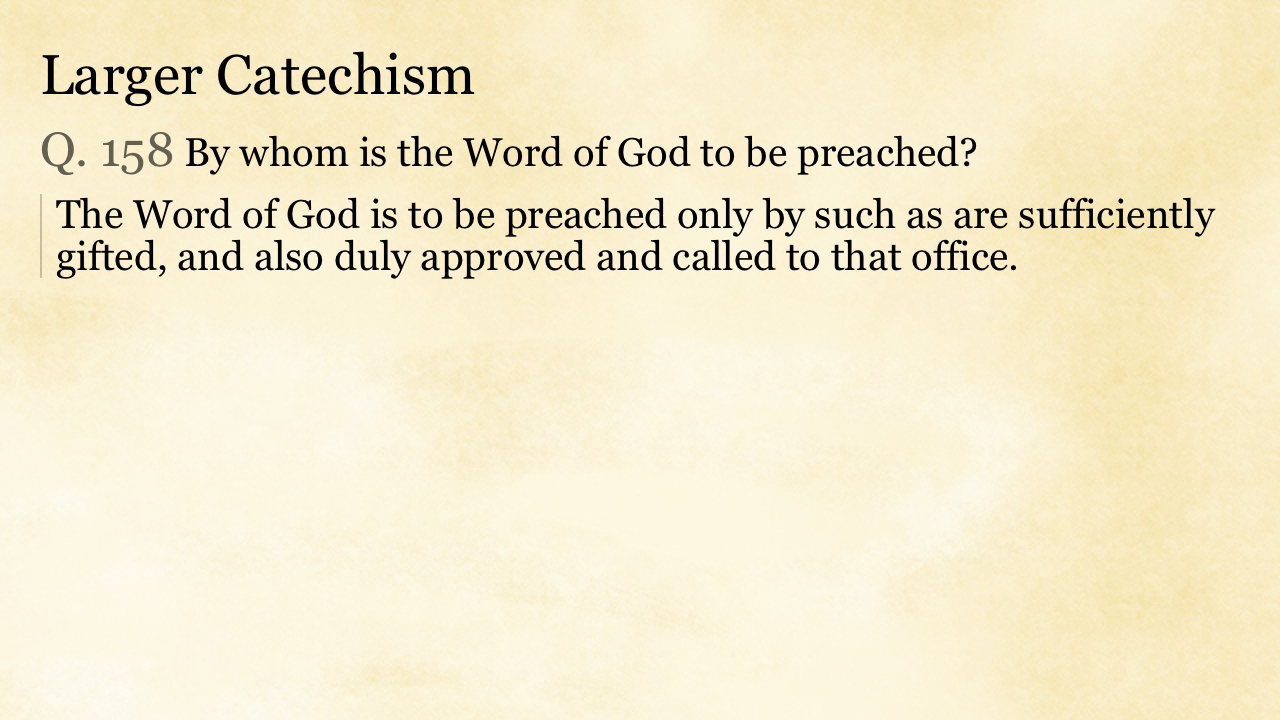 Larger Catechism
Q. 158 By whom is the Word of God to be preached?
The Word of God is to be preached only by such as are sufficiently
gifted, and also duly approved and called to that office.